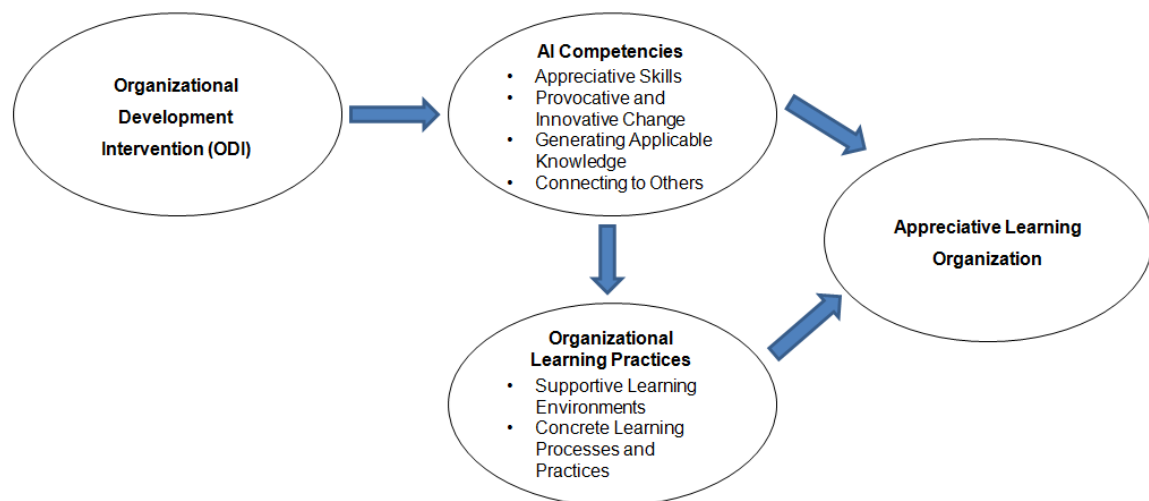 Organizational
Development
Intervention (ODI)
AI Competencies
• Appreciative Skills
• Provocative and
Innovative Change
• Generating Applicable
Knowledge
• Connecting to Others
Appreciative Learning
Organization
Organizational
Learning Practices
• Supportive Learning
Environments
• Concrete Learning
Processes and
Practices